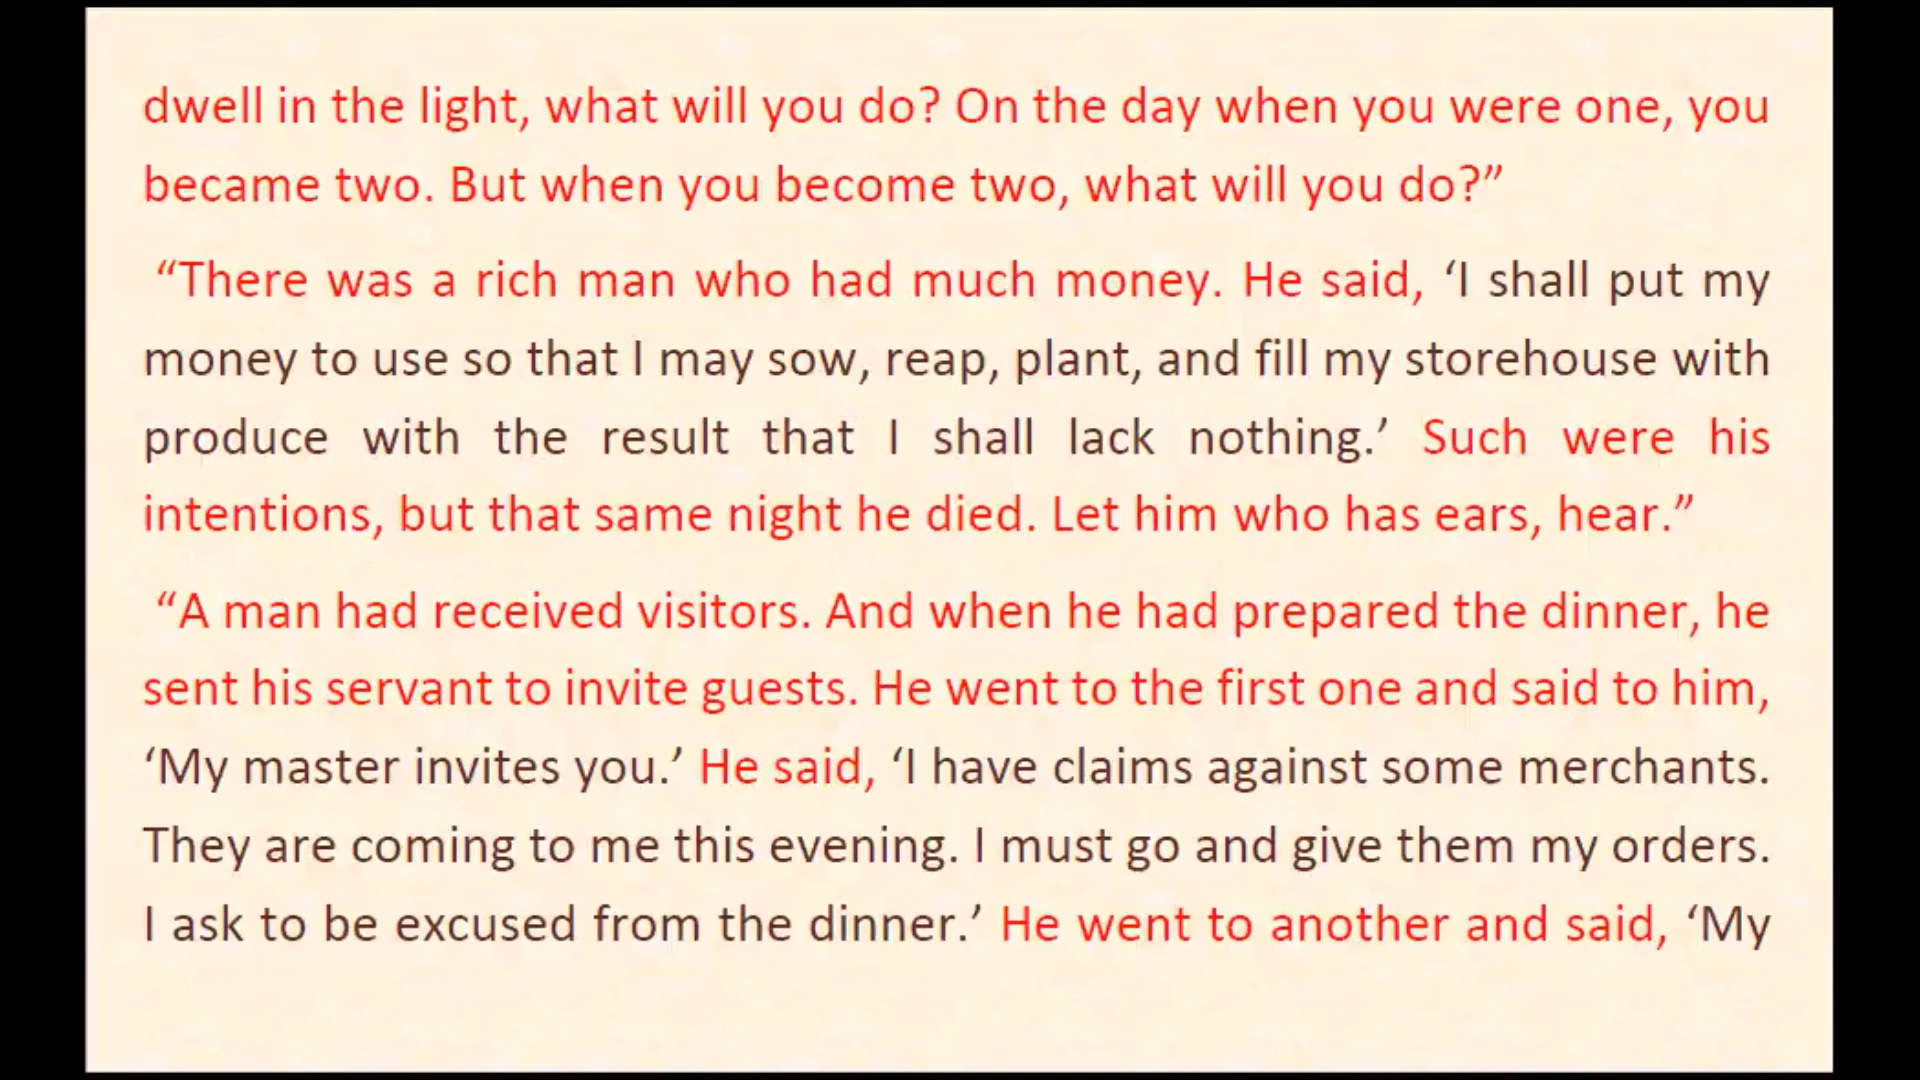 dwell in the light, what will you do? On the day when you were one, you
became two. But when you become two, what will you do?”
“There was a rich man who had much money. He said, ‘I shall put my
money to use so that I may sow, reap, plant, and fill my storehouse with
produce with the result that I shall lack nothing.’ Such were his
intentions, but that same night he died. Let him who has ears, hear.”
“A man had received visitors. And when he had prepared the dinner, he
sent his servant to invite guests. He went to the first one and said to him,
‘My master invites you.’ He said, ‘I have claims against some merchants.
They are coming to me this evening. I must go and give them my orders.
I ask to be excused from the dinner.’ He went to another and said, ‘My